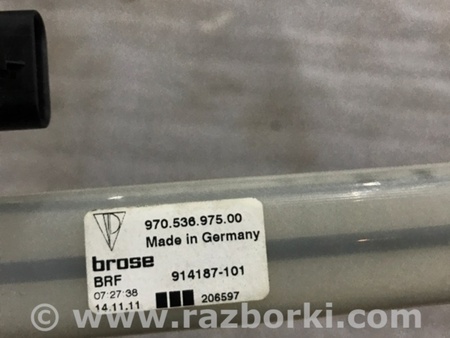 970.536.975.00
Made in Germany
brose
BRF
914187-101
07:27:38
14.11.11
206597
© www.razborki.com